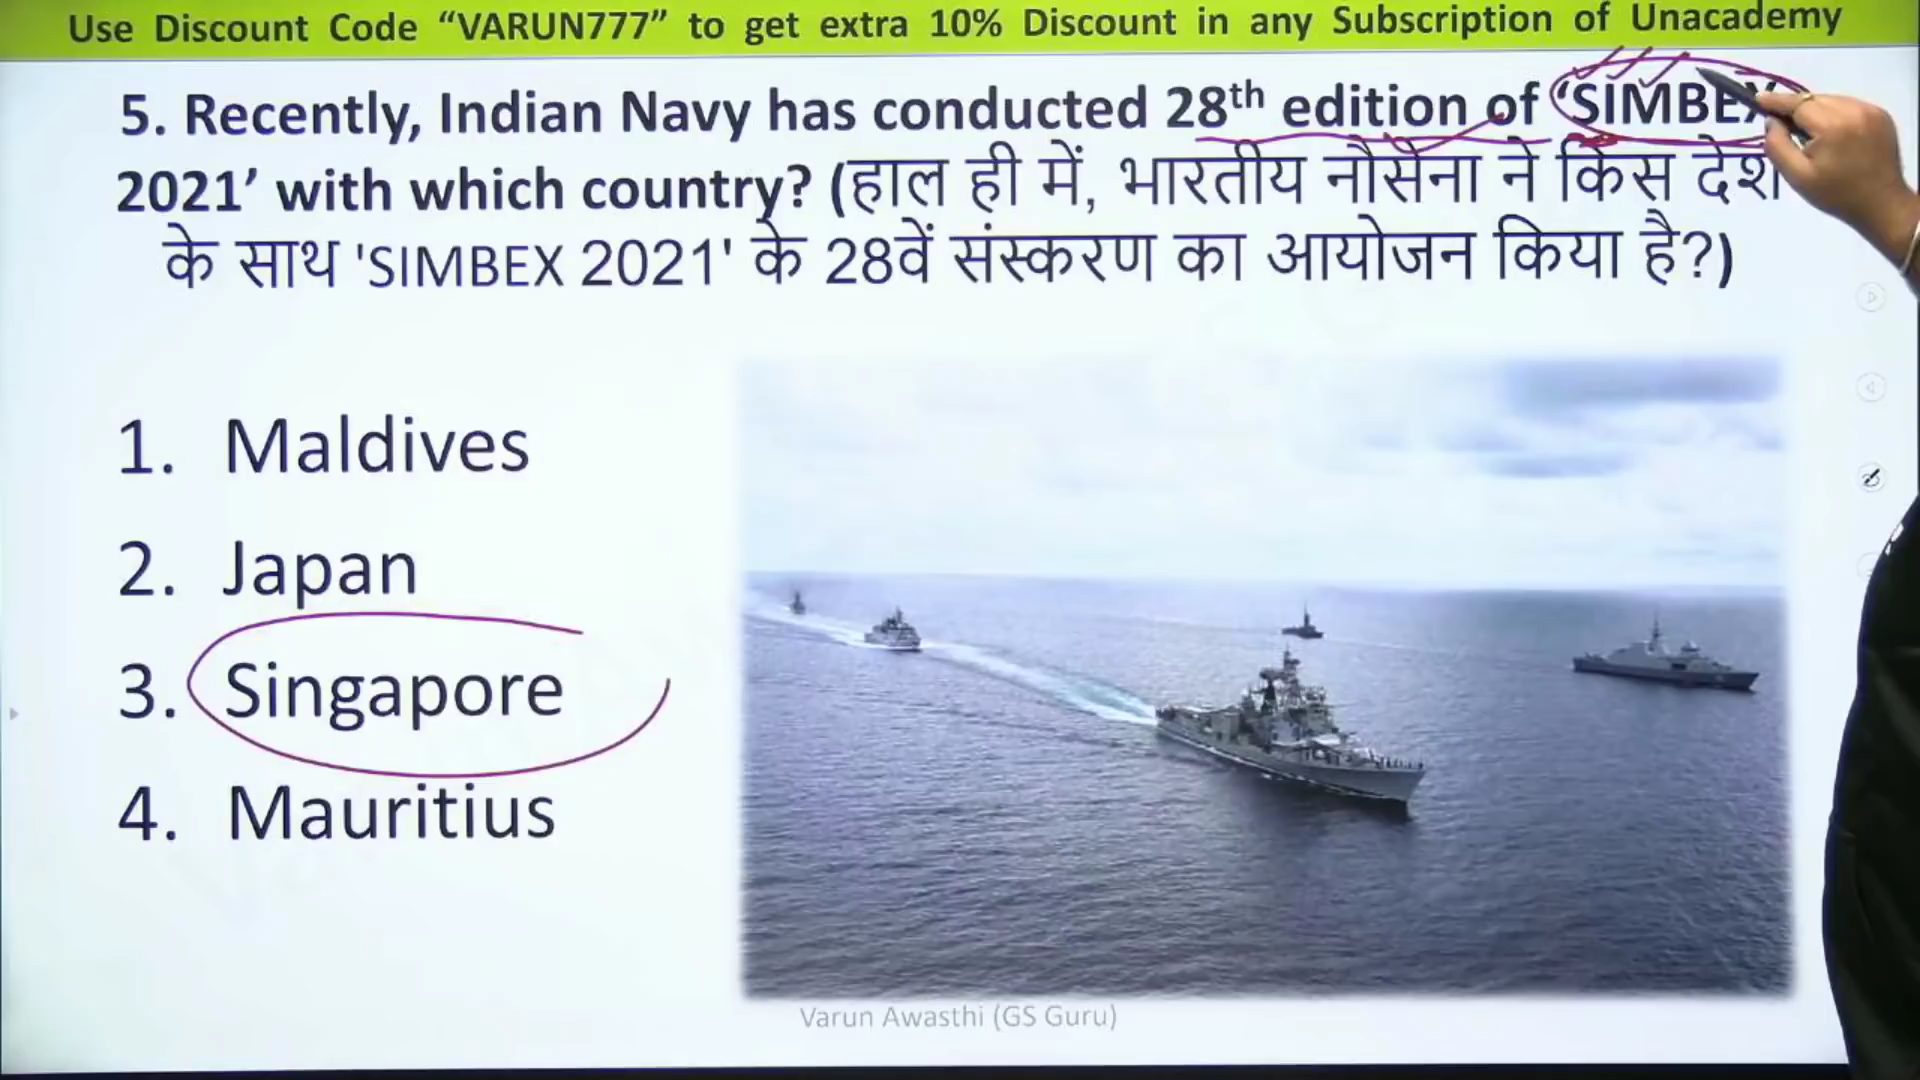 Use Discount Code “VARUN777” to get extra 10% Discount in any Subscription of Unacademy
5. Recently, Indian Navy has conducted 28th edition of ‘SIMBEX
2021’ with which country? (हाल ही में, भारतीय नौसेना ने किस देश
के साथ 'SIMBEX 2021' के 28वें संस्करण का आयोजन किया है?)
1. Maldives
2. Japan
3. Singapore
4. Mauritius
Varun Awasthi (GS Guru)